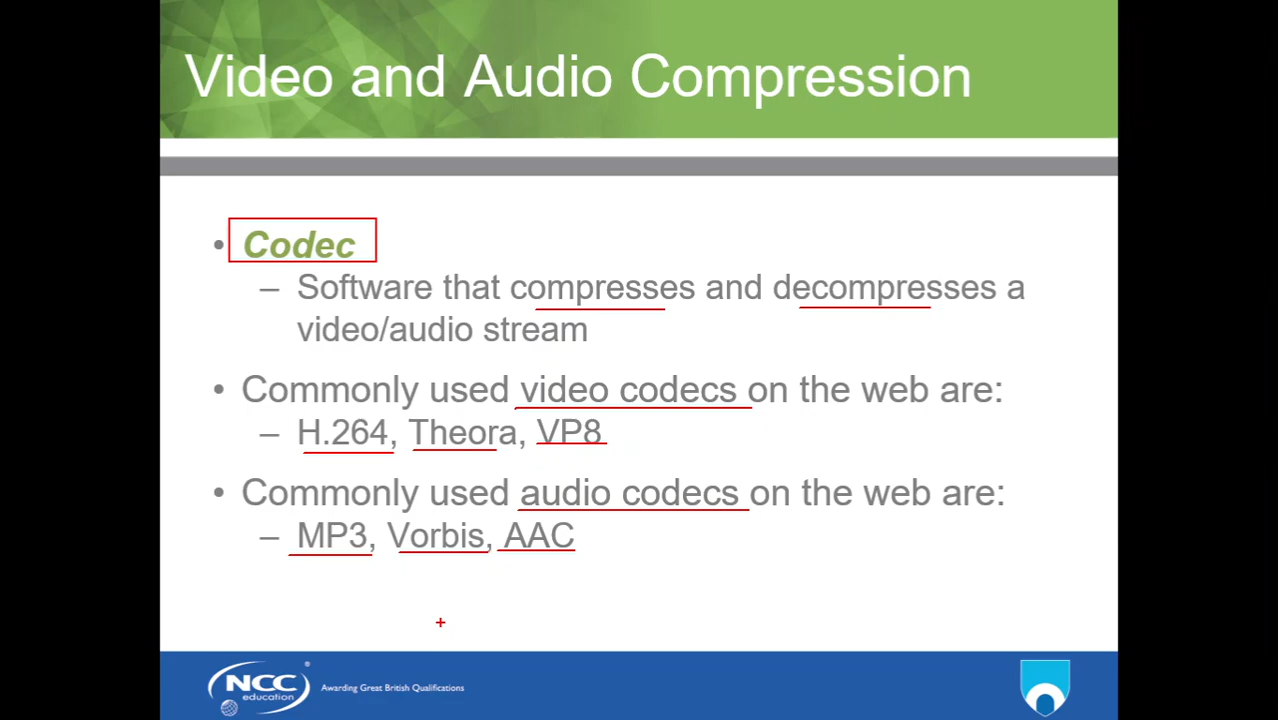 Video and Audio Compression
• Codec
– Software that compresses and decompresses a
video/audio stream
• Commonly used video codecs on the web are:
– H.264, Theora, VP8
• Commonly used audio codecs on the web are:
– MP3, Vorbis, AAC
NCC
education
®
Awarding Great British Qualifications